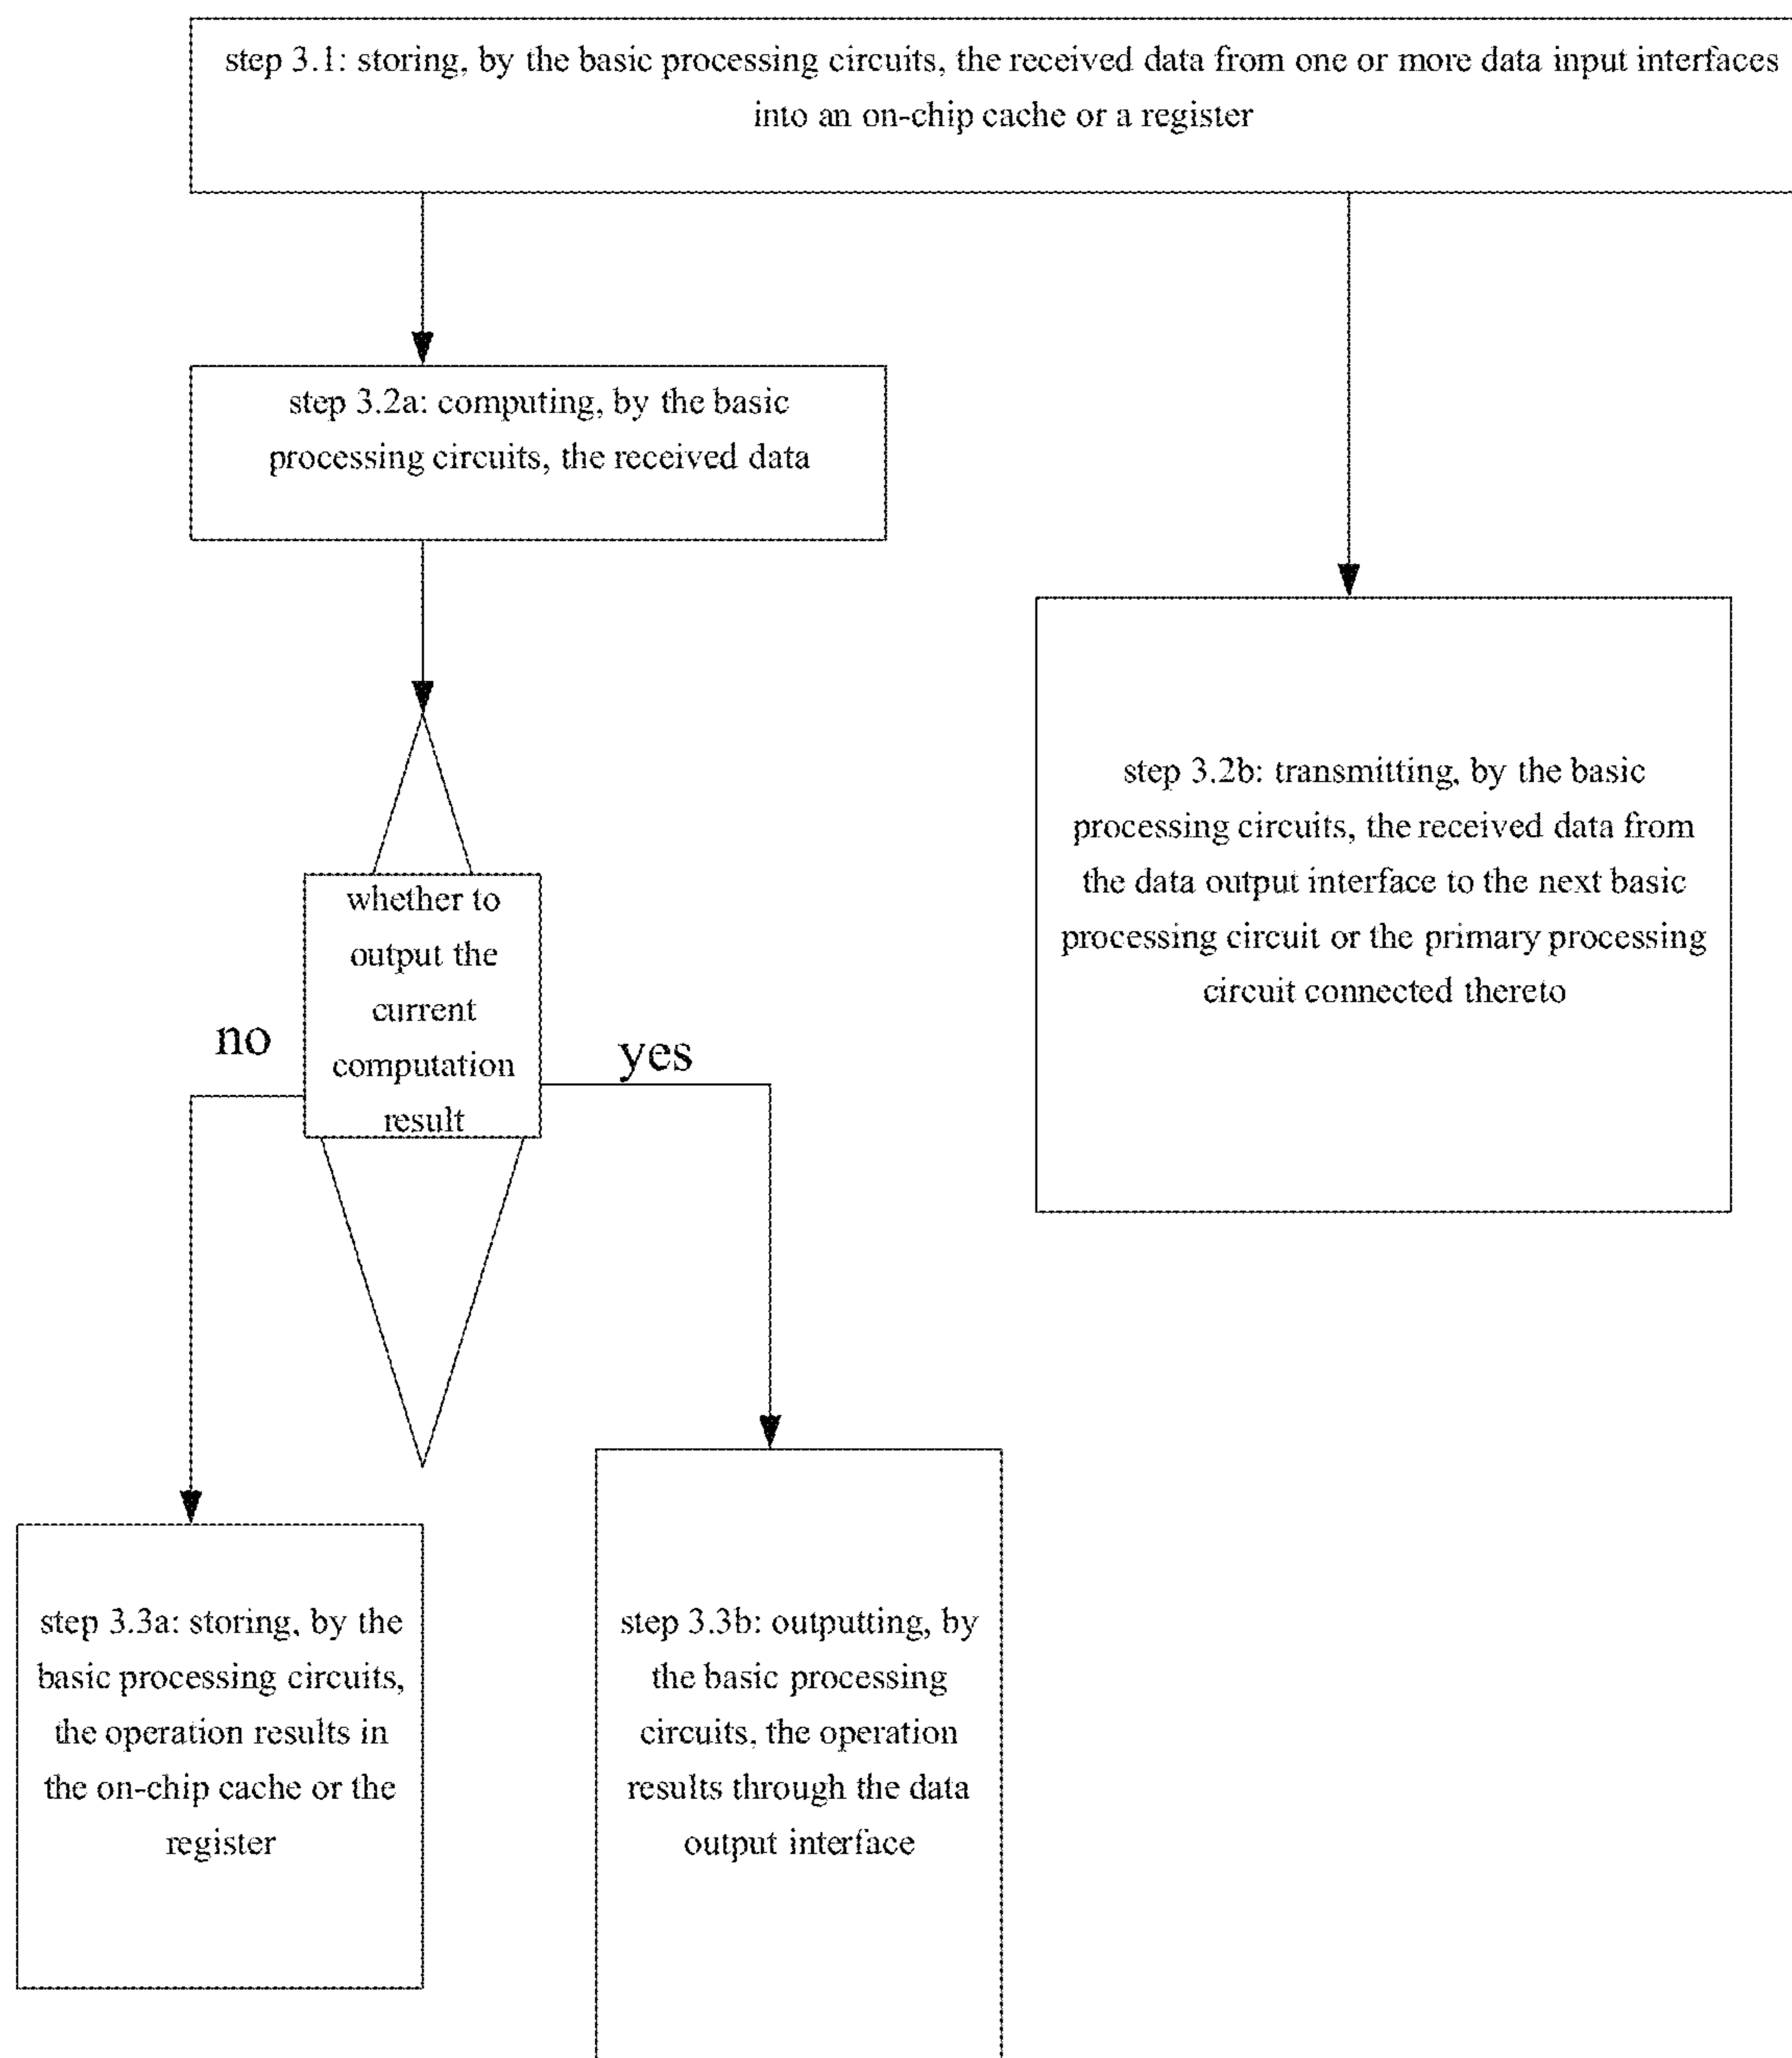 step 3.1: storing, by the basic processing circuits, the received data from one or more data input interfaces
into an on-chip cache or a register
step 3.2a: computing, by the basic
processing circuits, the received data
step 3.2b: transmitting, by the basic
processing circuits, the received data from
the data output interface to the next basic
processing circuit or the primary processing
circuit connected thereto
whether to
output the
current
computation
result
no
yes
step 3.3a: storing, by the
basic processing circuits,
the operation results in
the on-chip cache or the
register
step 3.3b: outputting, by
the basic processing
circuits, the operation
results through the data
output interface